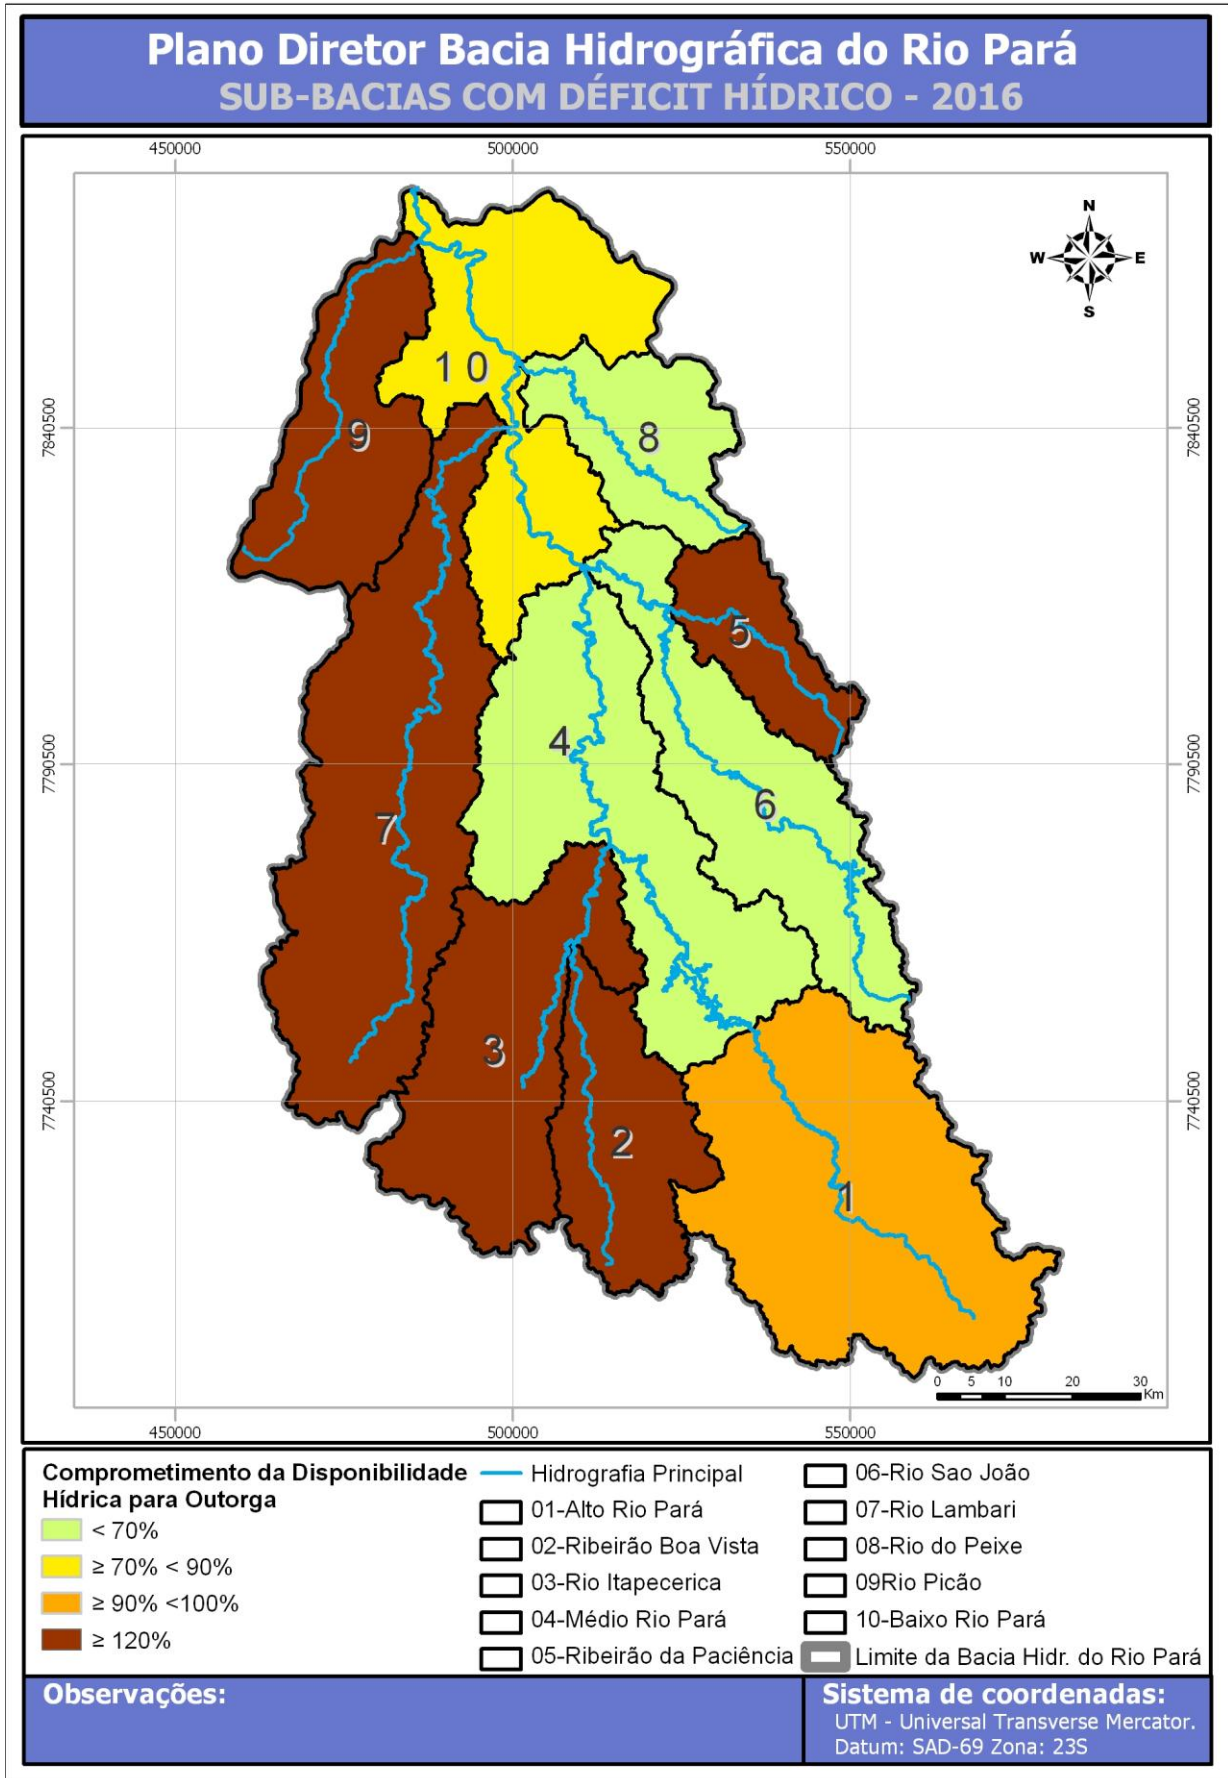 Plano Diretor Bacia Hidrográfica do Rio Pará
SUB-BACIAS COM DÉFICIT HÍDRICO - 2016
450000 500000 550000
N
W E
S
10
8
9
7840500 7840500
5
4
7790500 7790500
6
7
3
7740500 7740500
2
1
0 5 10 20 30
Km
450000 500000 550000
Comprometimento da Disponibilidade
Hídrica para Outorga
< 70%
≥ 70% < 90%
≥ 90% <100%
≥ 120%
Hidrografia Principal
01-Alto Rio Pará
02-Ribeirão Boa Vista
03-Rio Itapecerica
04-Médio Rio Pará
05-Ribeirão da Paciência
06-Rio Sao João
07-Rio Lambari
08-Rio do Peixe
09Rio Picão
10-Baixo Rio Pará
Limite da Bacia Hidr. do Rio Pará
Observações:
Sistema de coordenadas:
UTM - Universal Transverse Mercator.
Datum: SAD-69 Zona: 23S